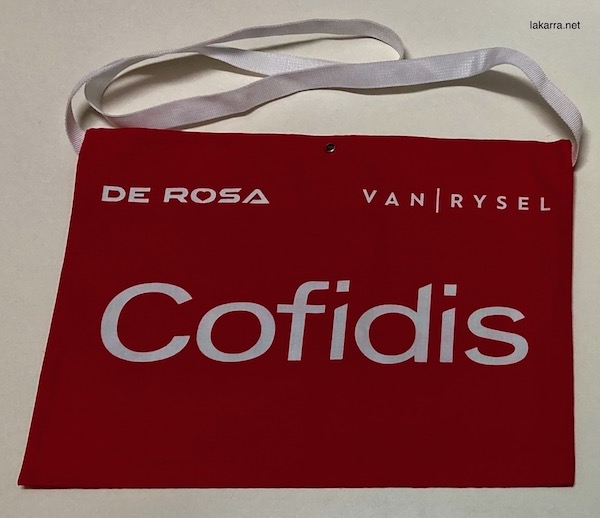 lakarra.net
DE ROSA
VAN|RYSEL
Cofidis